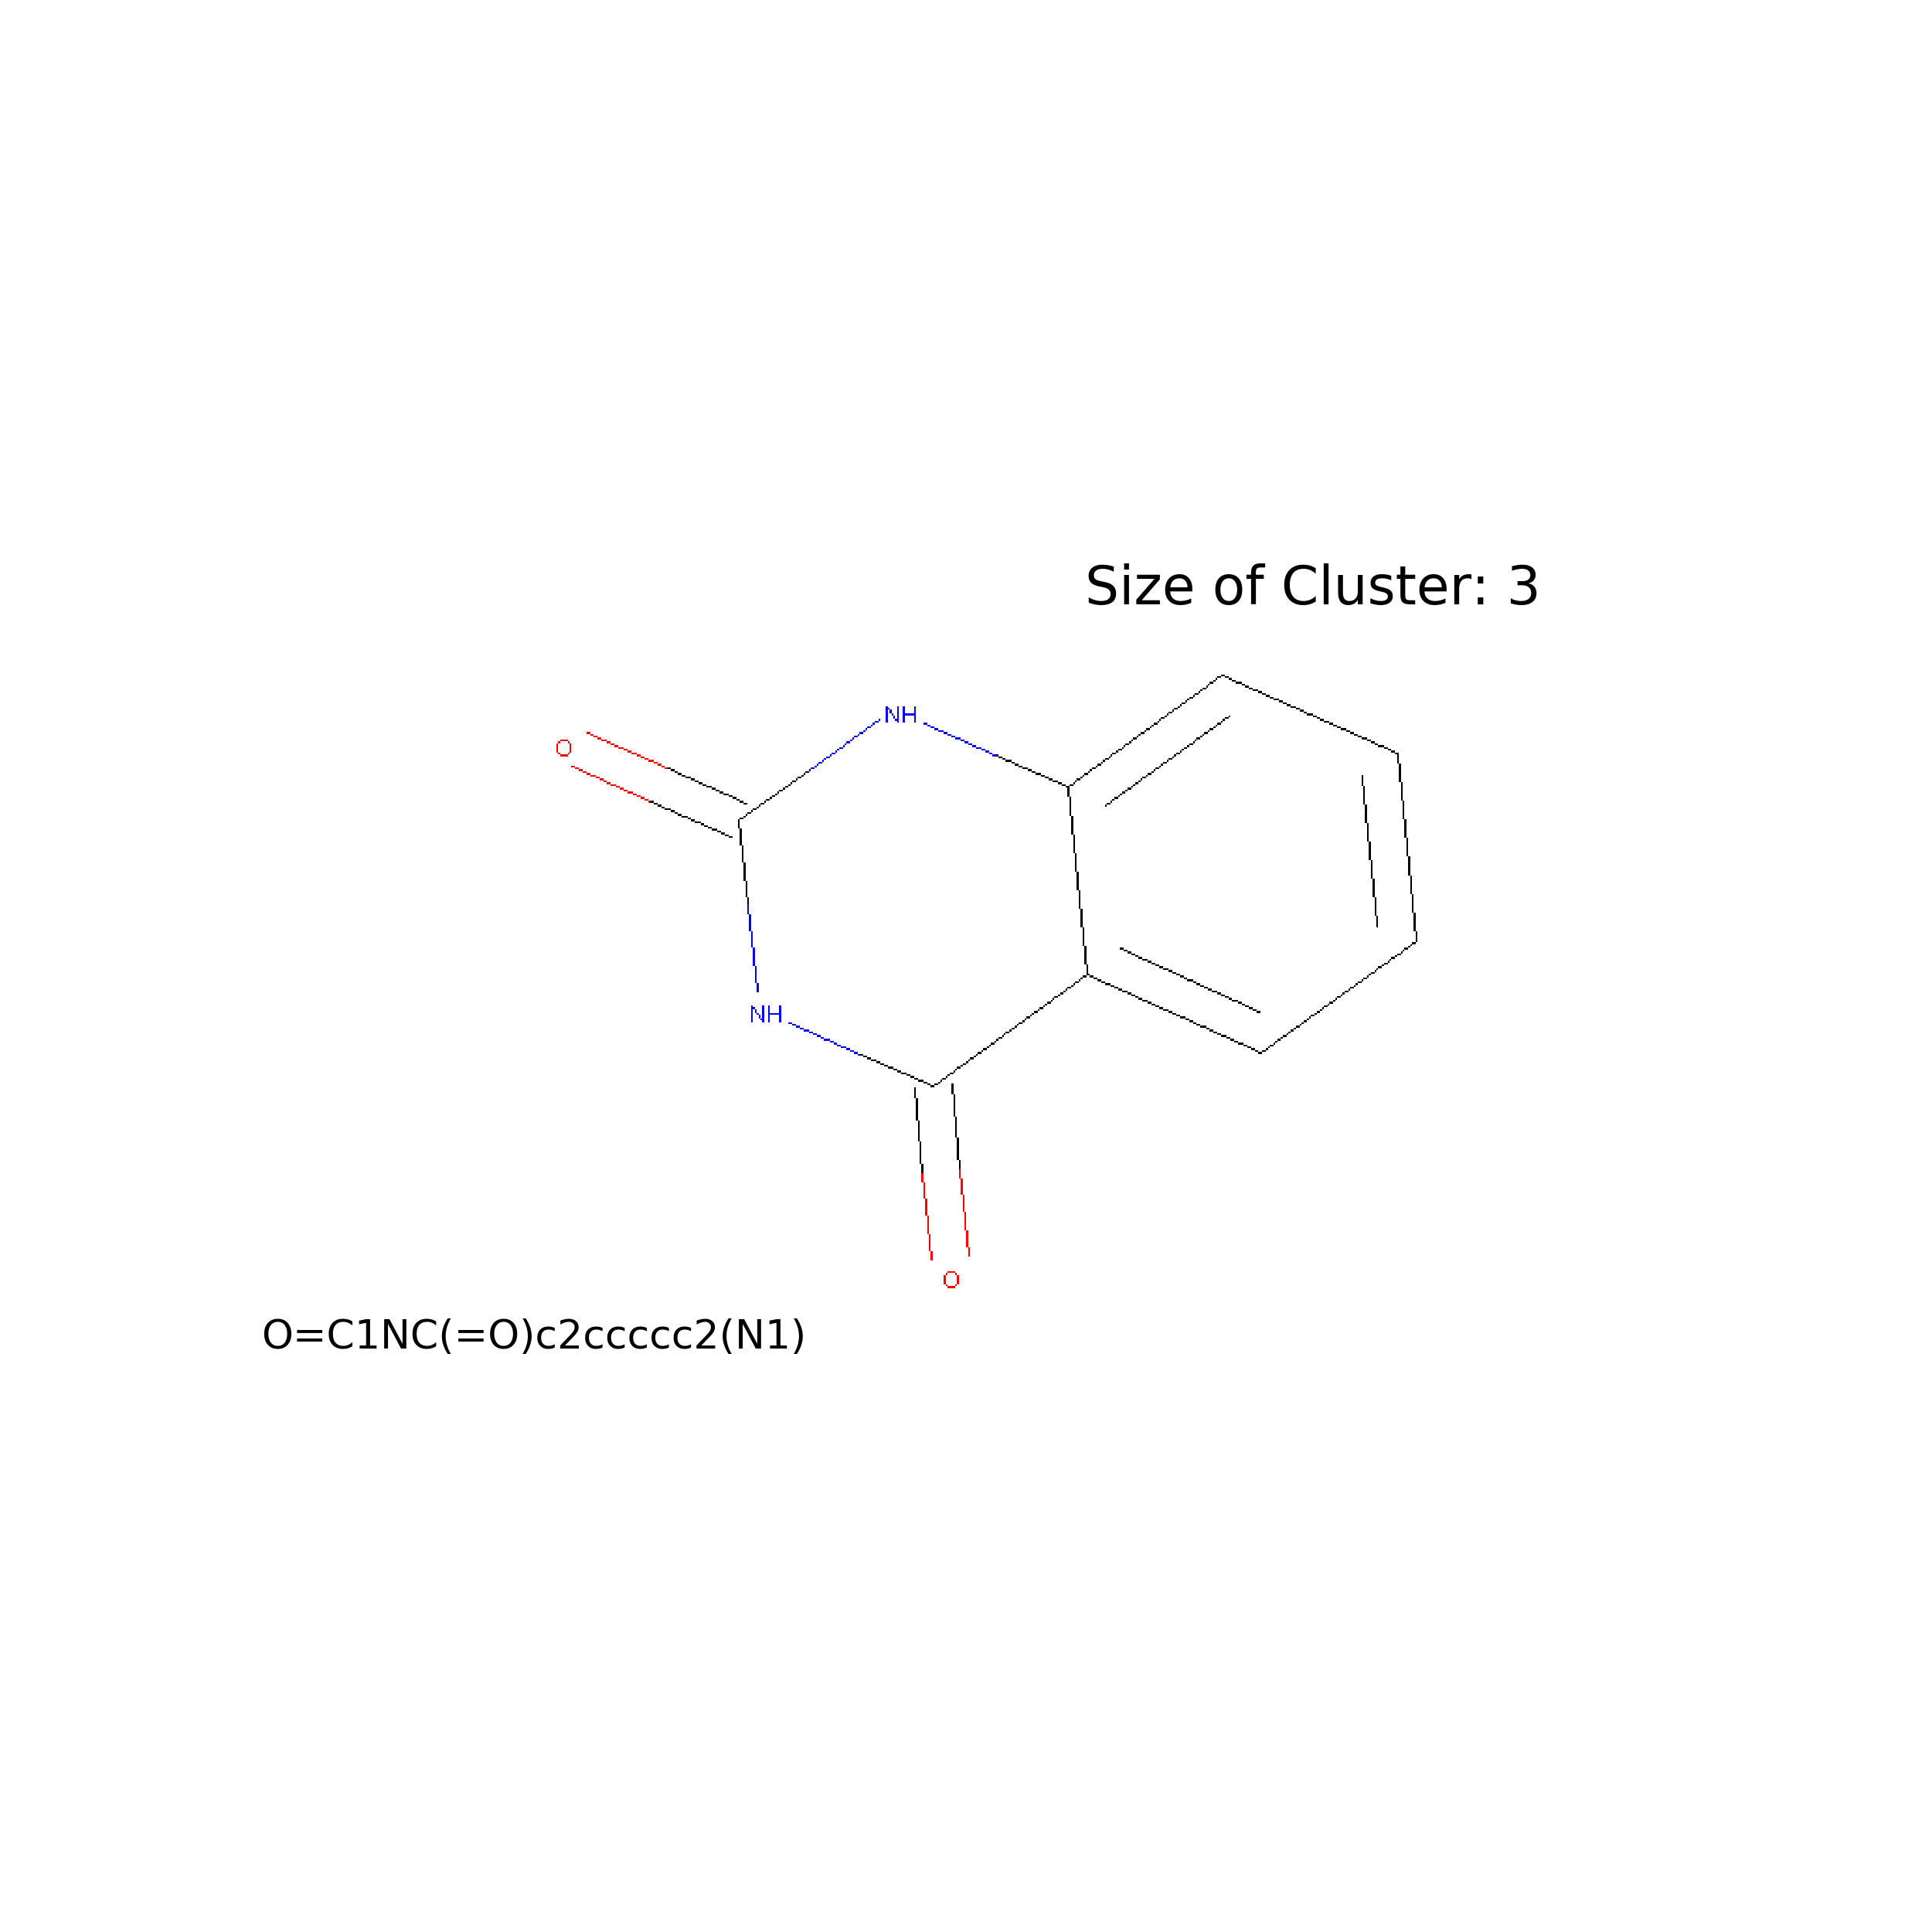 Size of Cluster: 3
NH
O
NH
O
O=C1NC(=O)c2ccccc2(N1)